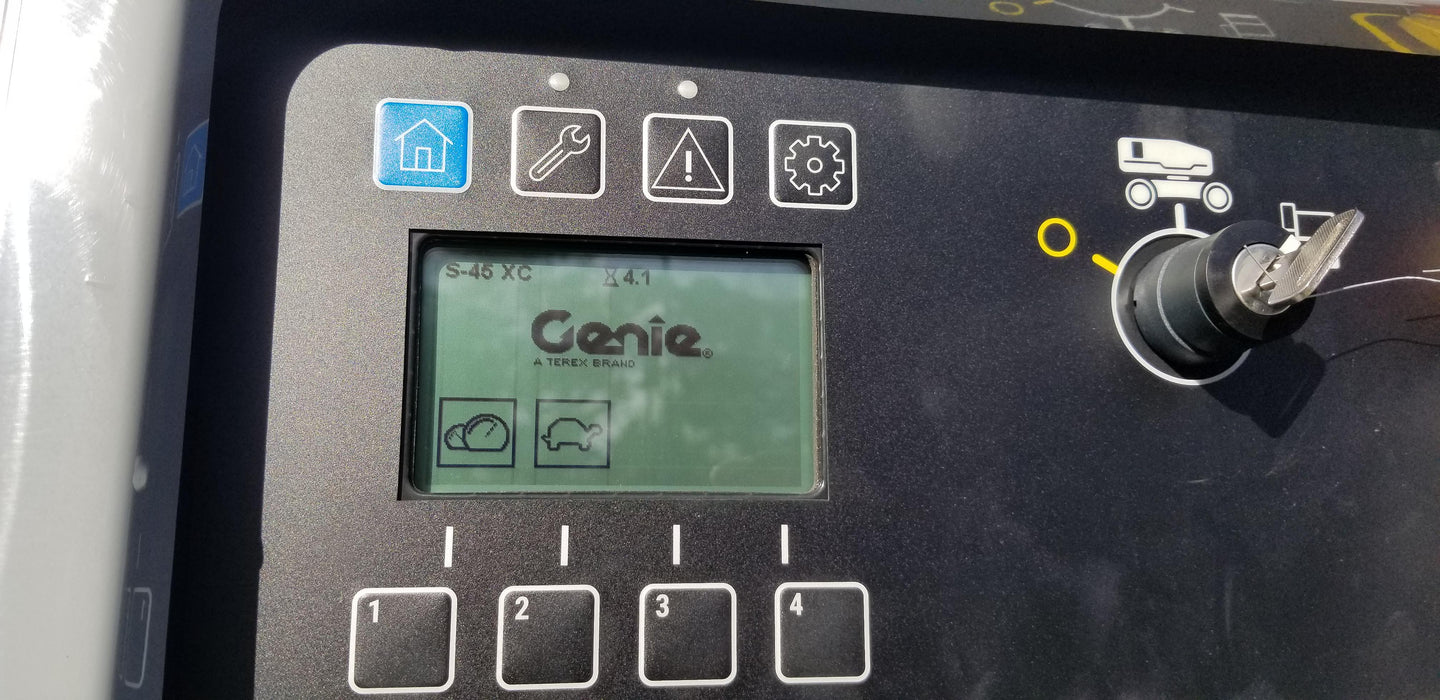 S-45 XC 4.1
Genie®
A TEREX BRAND
1 2 3 4